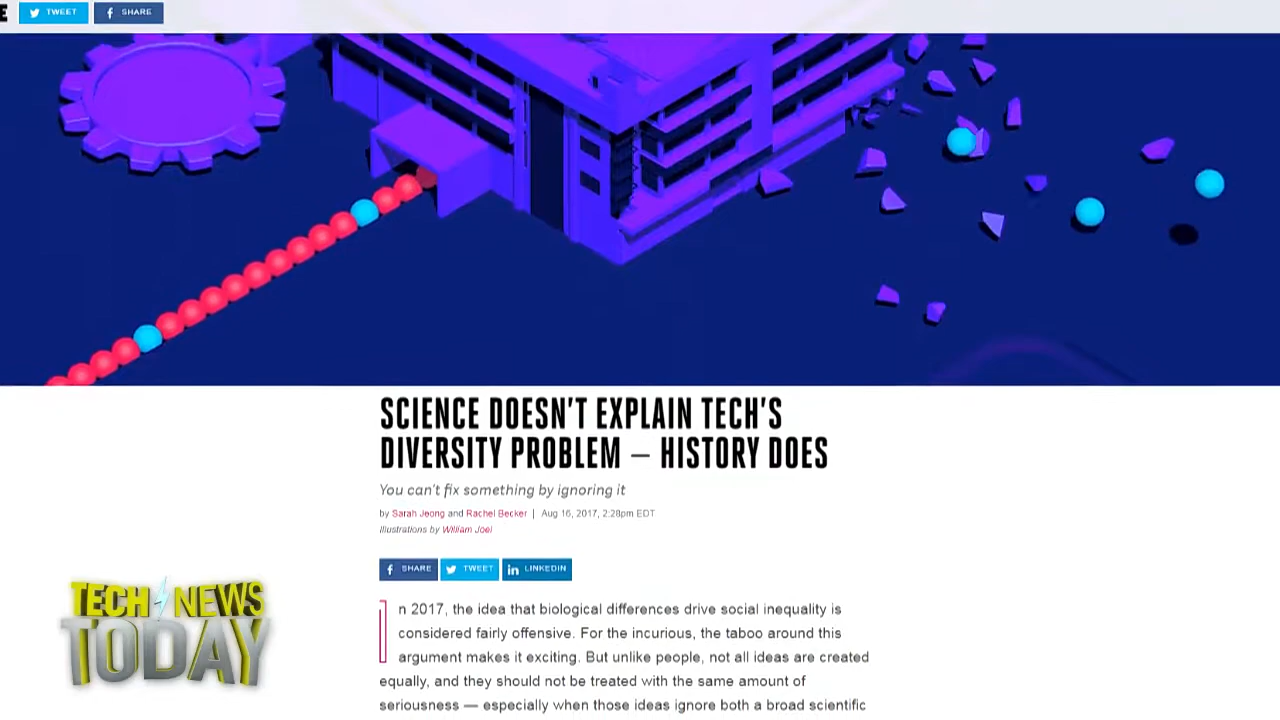 E TWEET SHARE
SCIENCE DOESN'T EXPLAIN TECH'S
DIVERSITY PROBLEM — HISTORY DOES
You can't fix something by ignoring it
by Sarah Jeong and Rachel Becker | Aug 16, 2017, 2:28pm EDT
Illustrations by William Joel
SHARE TWEET LINKEDIN
In 2017, the idea that biological differences drive social inequality is
considered fairly offensive. For the incurious, the taboo around this
argument makes it exciting. But unlike people, not all ideas are created
equally, and they should not be treated with the same amount of
seriousness — especially when those ideas ignore both a broad scientific
TECH NEWS
TODAY